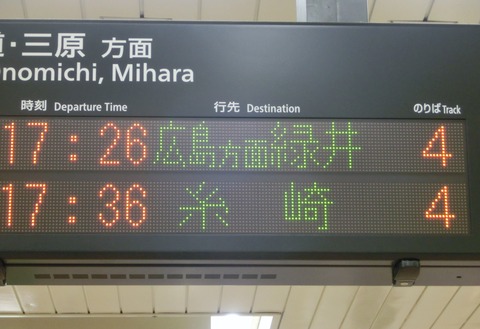 ・三原 方面
nomichi, Mihara
時刻 Departure Time 行先 Destination のりば Track
17:26 広島方面緑井 4
17:36 糸崎 4